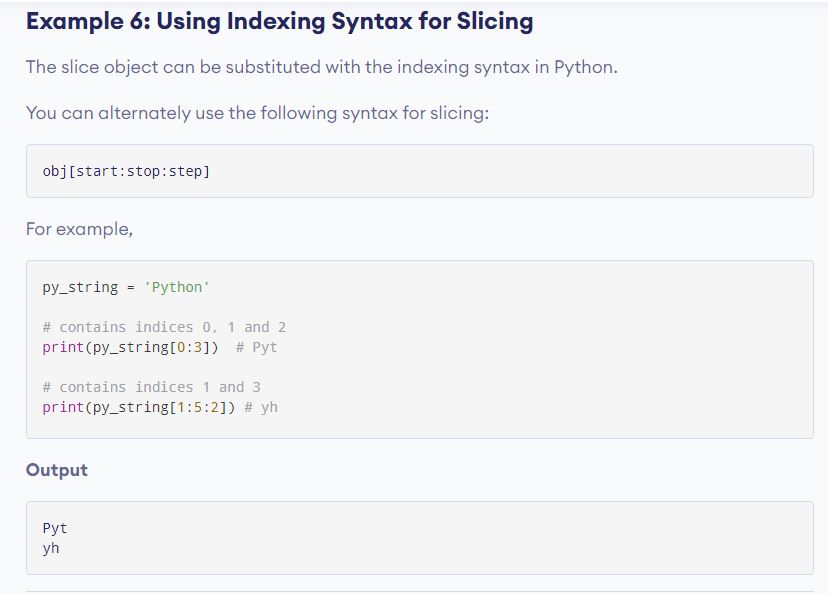 Example 6: Using Indexing Syntax for Slicing
The slice object can be substituted with the indexing syntax in Python.
You can alternately use the following syntax for slicing:
obj[start:stop:step]
For example,
py_string = 'Python'
# contains indices 0, 1 and 2
print(py_string[0:3])  # Pyt
# contains indices 1 and 3
print(py_string[1:5:2]) # yh
Output
Pyt
yh